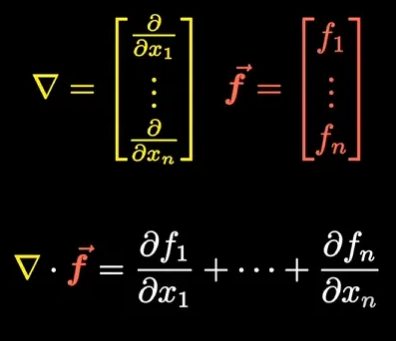 ∇ = [∂/∂x₁ ⋮ ∂/∂xₙ] f⃗ = [f₁ ⋮ fₙ]
∇ · f⃗ = ∂f₁/∂x₁ + ⋯ + ∂fₙ/∂xₙ